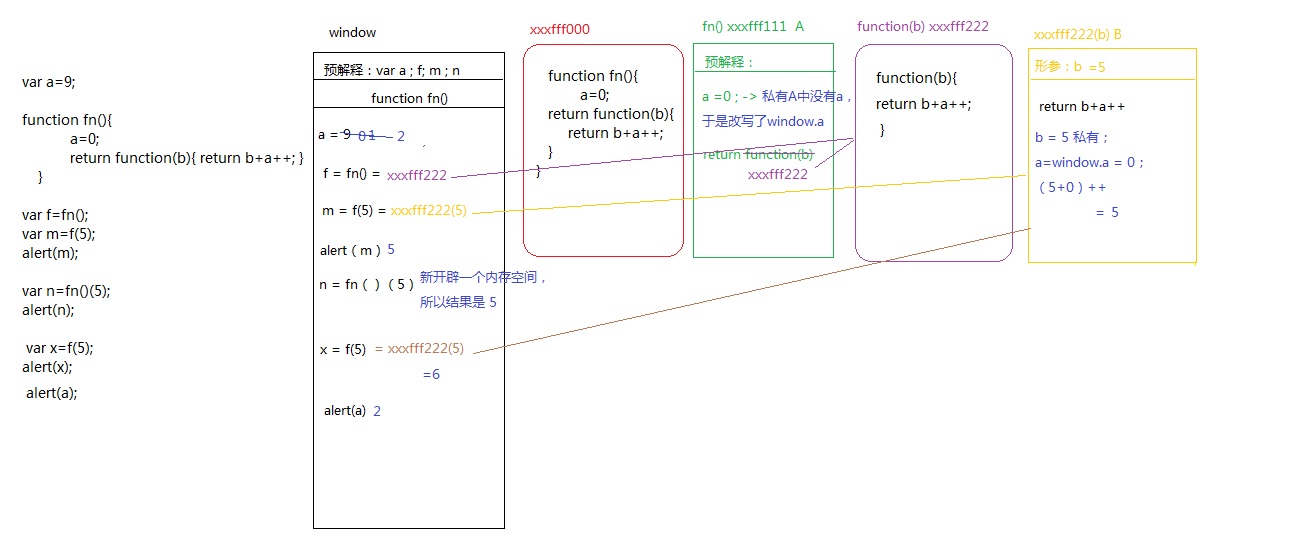 var a=9;
function fn(){
a=0;
return function(b){ return b+a++; }
}
var f=fn();
var m=f(5);
alert(m);
var n=fn()(5);
alert(n);
var x=f(5);
alert(x);
alert(a);
window
预解释：var a ; f; m ; n
function fn()
a = 9 0 1 2
f = fn() = xxxfff222
m = f(5) = xxxfff222(5)
alert ( m ) 5
n = fn ( ) ( 5 ) 新开辟一个内存空间，
所以结果是 5
x = f(5) = xxxfff222(5)
=6
alert(a) 2
xxxfff000
function fn(){
a=0;
return function(b){
return b+a++;
}
}
fn() xxxfff111 A
预解释：
a =0 ; -> 私有A中没有a，
于是改写了window.a
return function(b)
xxxfff222
function(b) xxxfff222
function(b){
return b+a++;
}
xxxfff222(b) B
形参：b =5
return b+a++
b = 5 私有；
a=window.a = 0；
（5+0）++
= 5